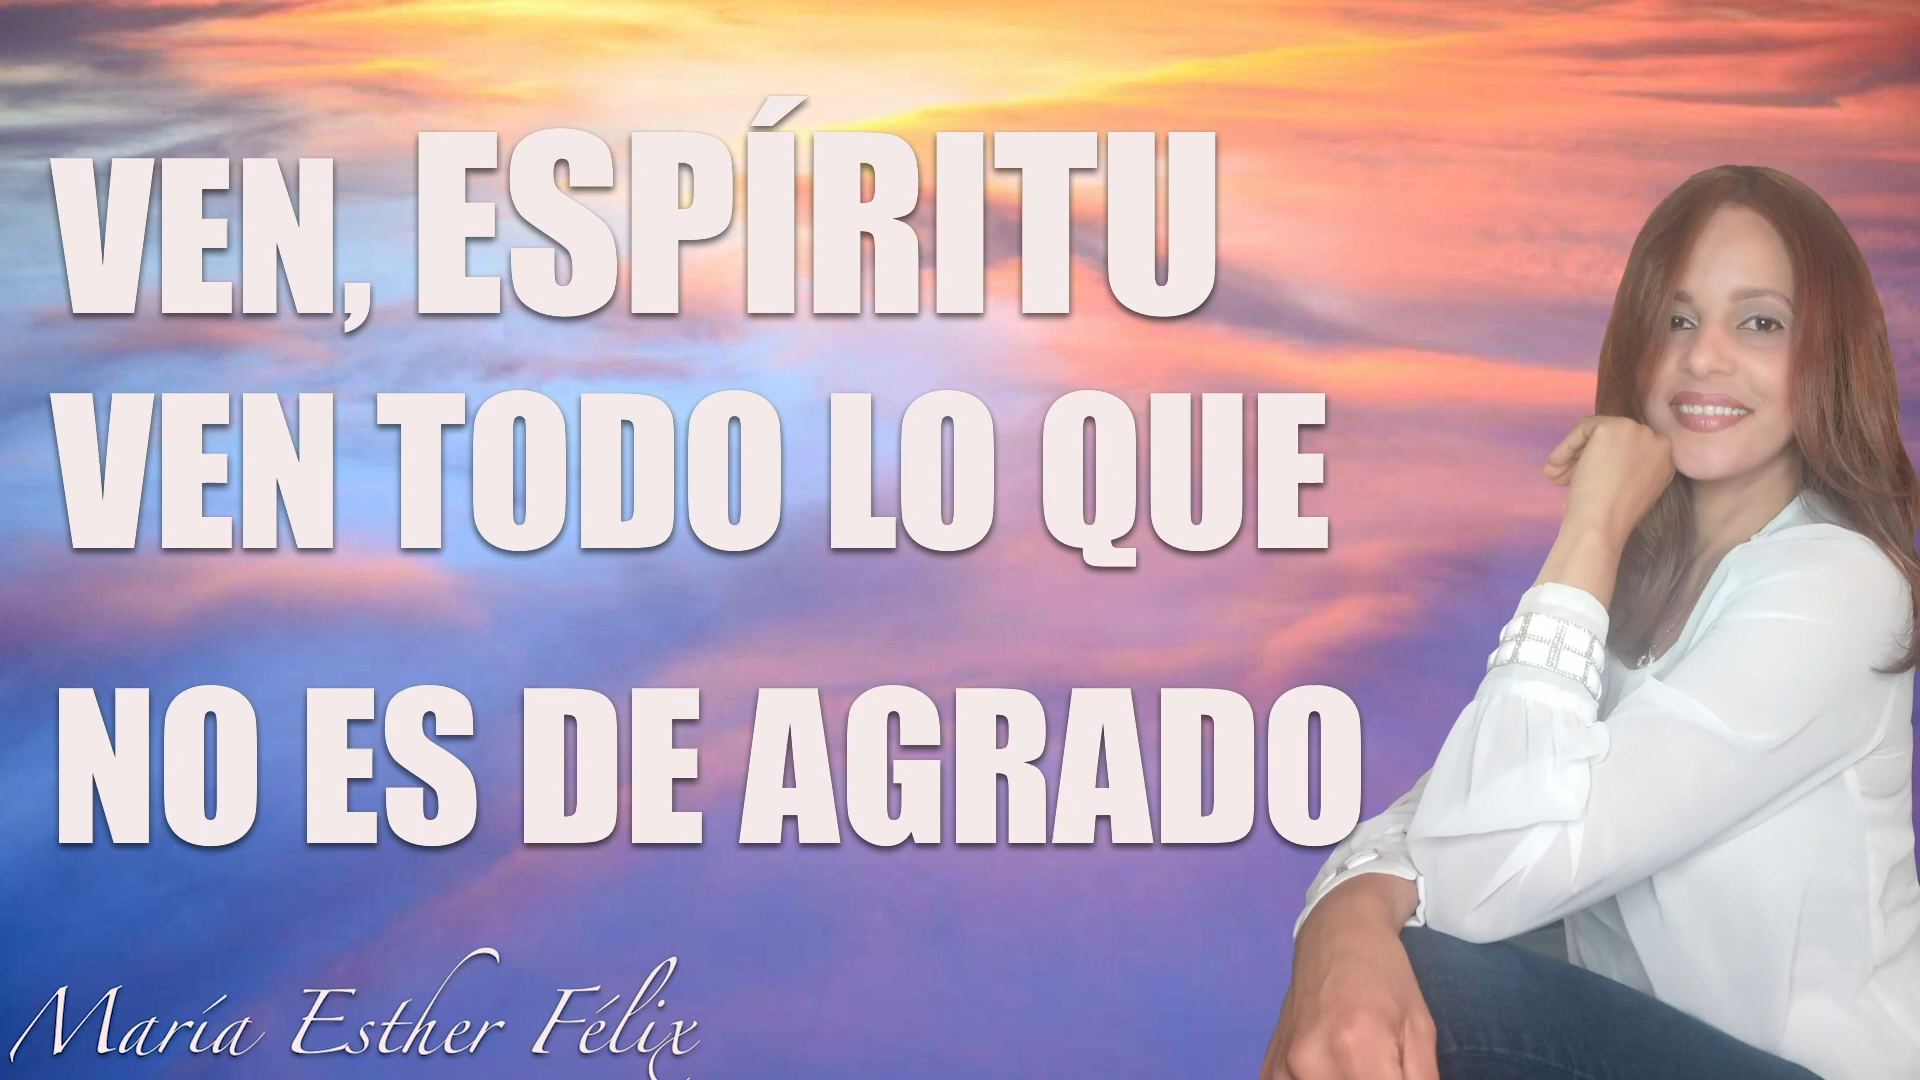 VEN, ESPÍRITU
VEN TODO LO QUE
NO ES DE AGRADO
María Esther Félix